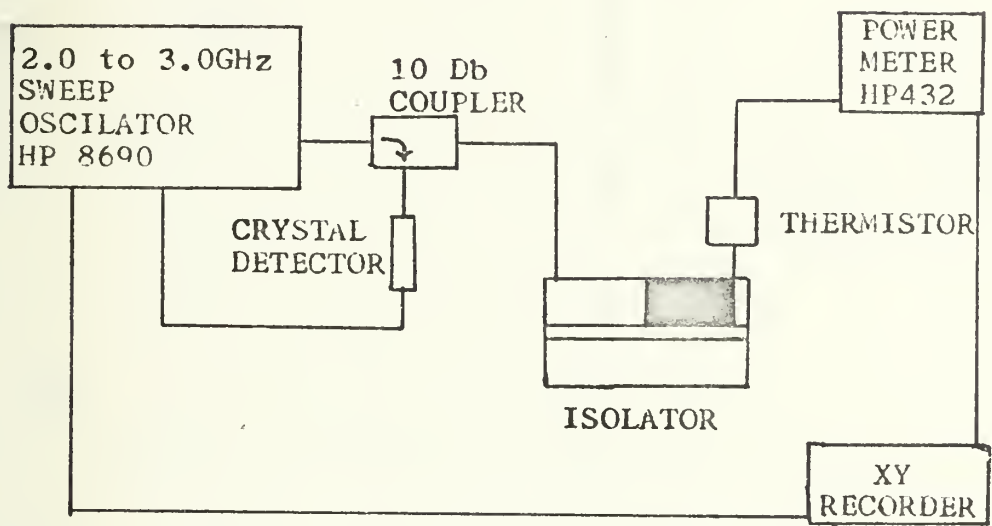 2.0 to 3.0GHz
SWEEP
OSCILATOR
HP 8690
10 Db
COUPLER
POWER
METER
HP432
CRYSTAL
DETECTOR
THERMISTOR
ISOLATOR
XY
RECORDER